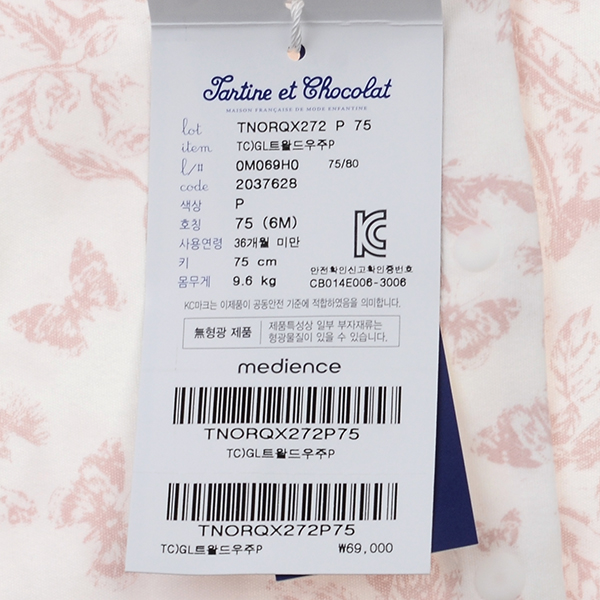 Tartine et Chocolat
MAISON FRANÇAISE DE MODE ENFANTINE
lot TNORQX272 P 75
item TC)GL트왈드우주P
l/# 0M069H0 75/80
code 2037628
색상 P
호칭 75 (6M)
사용연령 36개월 미만
키 75 cm
몸무게 9.6 kg
안전확인신고확인증번호
CB014E006-3006
KC마크는 이제품이 공통안전 기준에 적합하였음을 의미합니다.
無형광 제품
제품특성상 일부 부자재류는
형광물질이 있을 수 있습니다.
medience
TNORQX272P75
TC)GL트왈드우주P
TNORQX272P75
TC)GL트왈드우주P ₩69,000